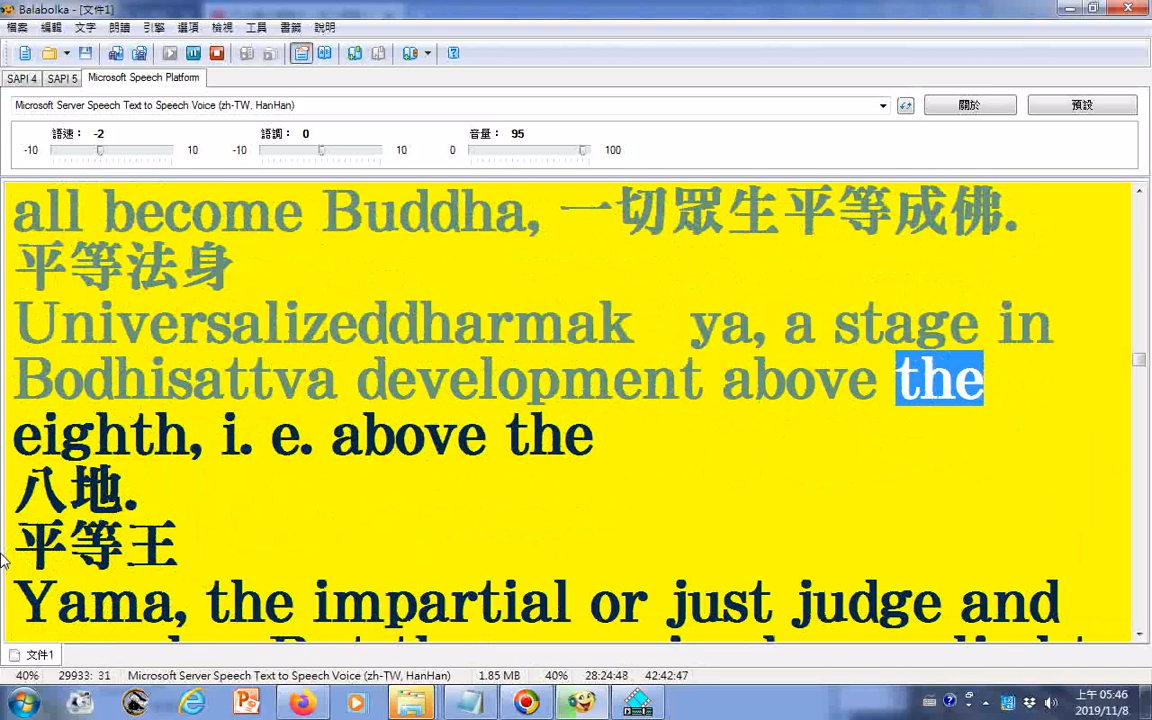 Balabolka - [文件1]
檔案 編輯 文字 朗讀 引擎 選項 檢視 工具 書籤 說明
SAPI 4 SAPI 5 Microsoft Speech Platform
Microsoft Server Speech Text to Speech Voice (zh-TW, HanHan) 關於 預設
語速： -2 語調： 0 音量： 95
-10 10 -10 10 0 100
all become Buddha, 一切眾生平等成佛.
平等法身
Universalizeddharmak ya, a stage in
Bodhisattva development above the
eighth, i. e. above the
八地.
平等王
Yama, the impartial or just judge and
文件1
40% 29933: 31 Microsoft Server Speech Text to Speech Voice (zh-TW, HanHan) 1.85 MB 40% 28:24:48 42:42:47
上午 05:46
2019/11/8